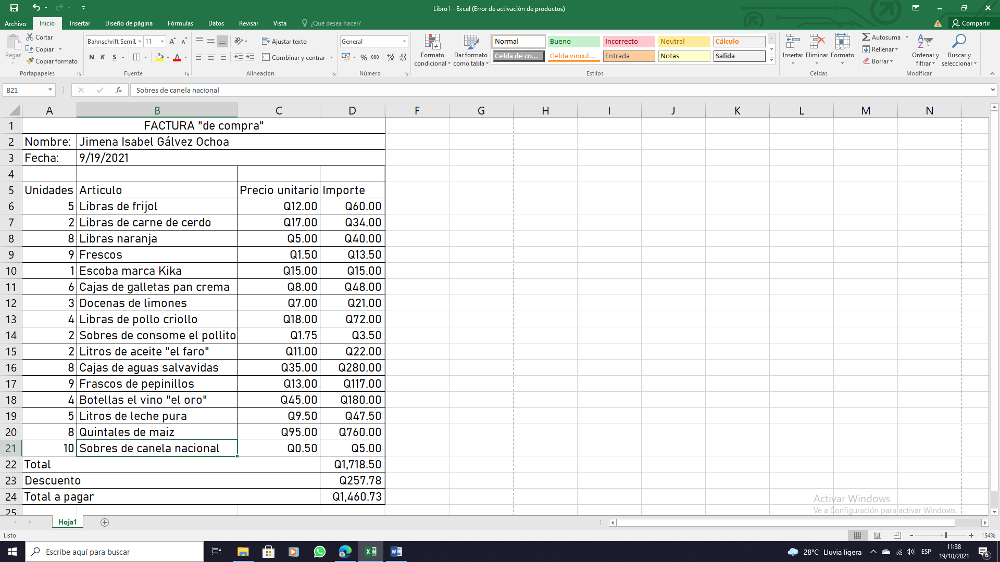 Libro1 - Excel (Error de activación de productos)
Archivo Inicio Insertar Diseño de página Fórmulas Datos Revisar Vista ¿Qué desea hacer? Compartir
Pegar Cortar Copiar Copiar formato Portapapeles
Bahnschrift Semil 11 N K S Fuente
Ajustar texto Combinar y centrar Alineación
General % 000 Número
Formato condicional Dar formato como tabla
Normal Bueno Incorrecto Neutral Cálculo
Celda de co... Celda vincul... Entrada Notas Salida
Estilos
Insertar Eliminar Formato Celdas
Autosuma Rellenar Borrar Ordenar y filtrar Buscar y seleccionar Modificar
B21 fx Sobres de canela nacional
A B C D F G H I J K L M N
1 FACTURA "de compra"
2 Nombre: Jimena Isabel Gálvez Ochoa
3 Fecha: 9/19/2021
4
5 Unidades Articulo Precio unitario Importe
6 5 Libras de frijol Q12.00 Q60.00
7 2 Libras de carne de cerdo Q17.00 Q34.00
8 8 Libras naranja Q5.00 Q40.00
9 9 Frescos Q1.50 Q13.50
10 1 Escoba marca Kika Q15.00 Q15.00
11 6 Cajas de galletas pan crema Q8.00 Q48.00
12 3 Docenas de limones Q7.00 Q21.00
13 4 Libras de pollo criollo Q18.00 Q72.00
14 2 Sobres de consome el pollito Q1.75 Q3.50
15 2 Litros de aceite "el faro" Q11.00 Q22.00
16 8 Cajas de aguas salvavidas Q35.00 Q280.00
17 9 Frascos de pepinillos Q13.00 Q117.00
18 4 Botellas el vino "el oro" Q45.00 Q180.00
19 5 Litros de leche pura Q9.50 Q47.50
20 8 Quintales de maiz Q95.00 Q760.00
21 10 Sobres de canela nacional Q0.50 Q5.00
22 Total Q1,718.50
23 Descuento Q257.78
24 Total a pagar Q1,460.73
25
Activar Windows
Ve a Configuración para activar Windows.
Hoja1
Listo 154%
Escribe aquí para buscar
28°C Lluvia ligera ESP 11:38
19/10/2021 6